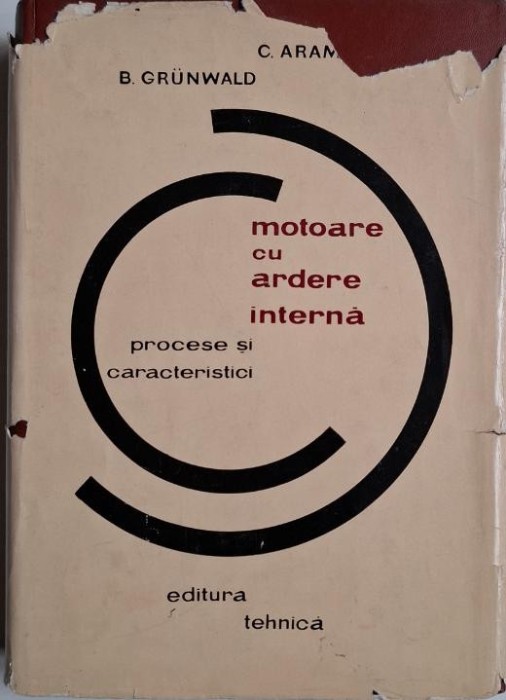 C. ARAM
B. GRÜNWALD
motoare
cu
ardere
internă
procese și
caracteristici
editura
tehnică